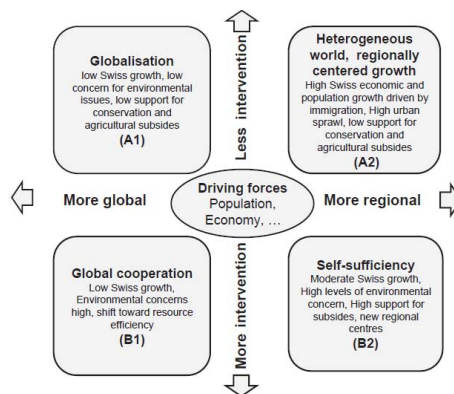 Globalisation
low Swiss growth, low
concern for environmental
issues, low support for
conservation and
agricultural subsides
(A1)
Less intervention
Heterogeneous
world, regionally
centered growth
High Swiss economic and
population growth driven by
immigration, High urban
sprawl, low support for
conservation and
agricultural subsides
(A2)
More global
Driving forces
Population,
Economy, ...
More regional
Global cooperation
Low Swiss growth,
Environmental concerns
high, shift toward resource
efficiency
(B1)
More intervention
Self-sufficiency
Moderate Swiss growth,
High levels of environmental
concern, High support for
subsides, new regional
centres
(B2)